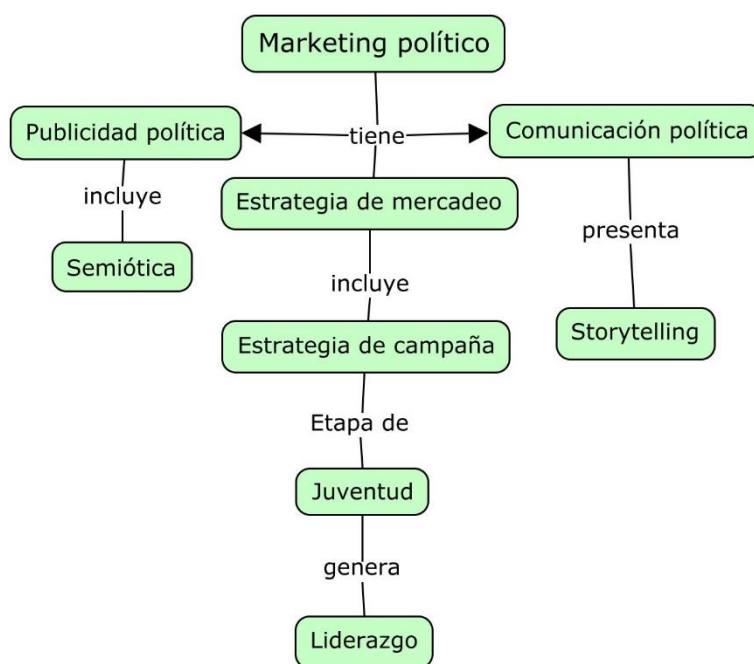 Marketing político
Publicidad política
tiene
Comunicación política
incluye
Estrategia de mercadeo
presenta
Semiótica
incluye
Storytelling
Estrategia de campaña
Etapa de
Juventud
genera
Liderazgo